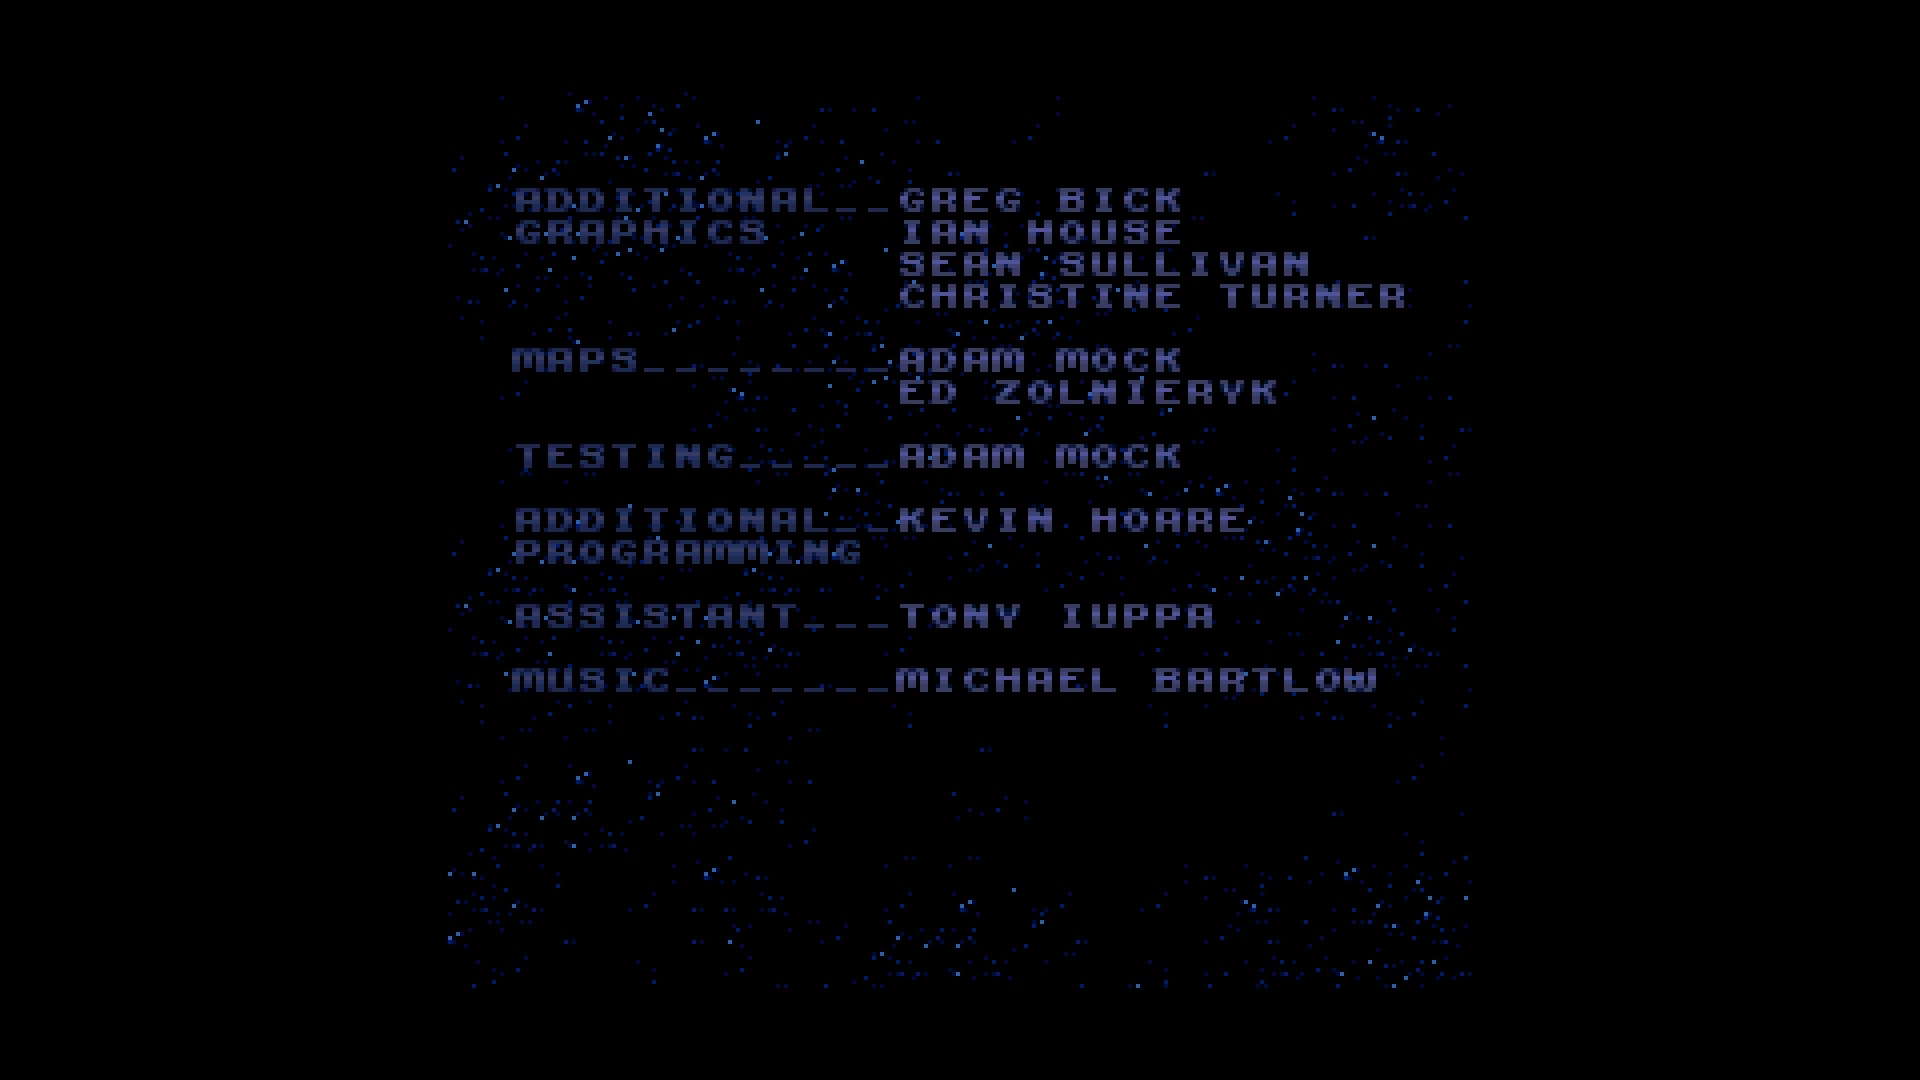 ADDITIONAL__GREG BICK
GRAPHICS IAN HOUSE
SEAN SULLIVAN
CHRISTINE TURNER
MAPS________ADAM MOCK
ED ZOLNIERYK
TESTING_____ADAM MOCK
ADDITIONAL__KEVIN HOARE
PROGRAMMING
ASSISTANT___TONY IUPPA
MUSIC_______MICHAEL BARTLOW